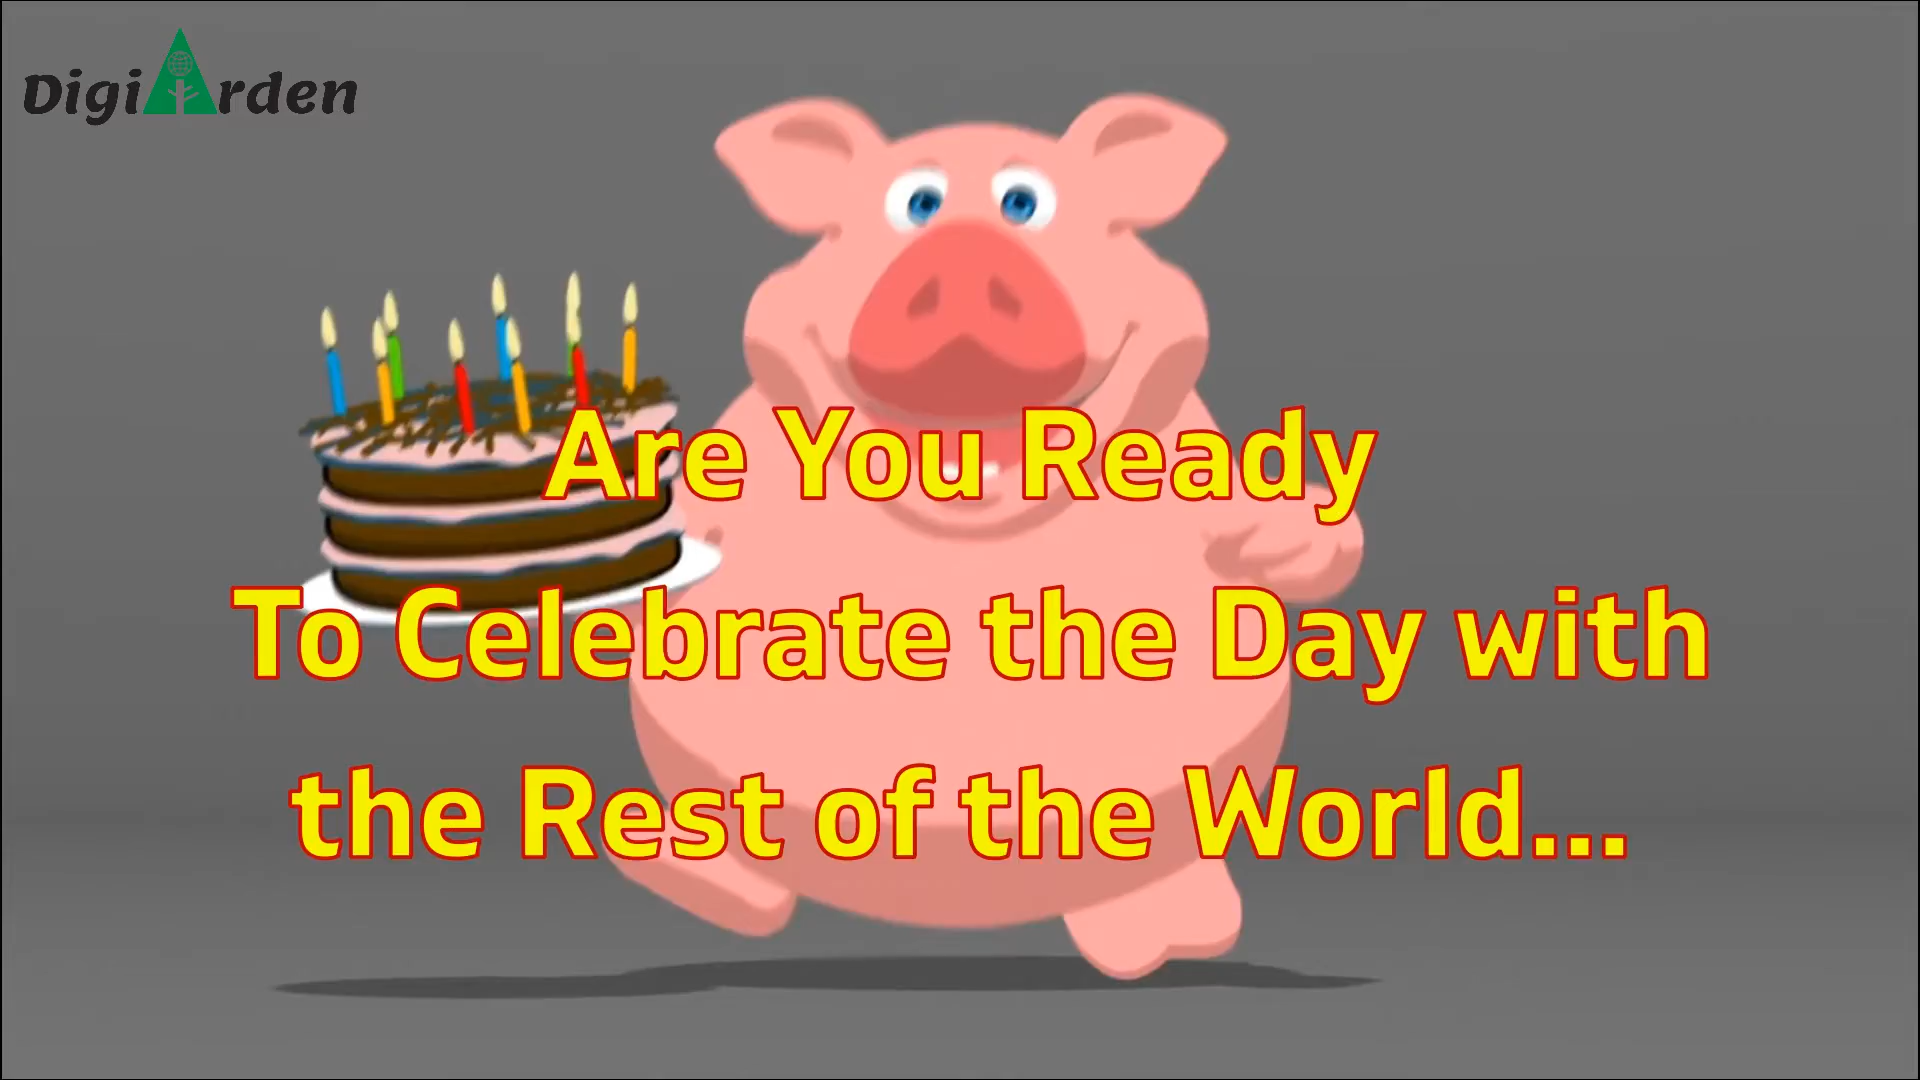 DigiArden
Are You Ready
To Celebrate the Day with
the Rest of the World...